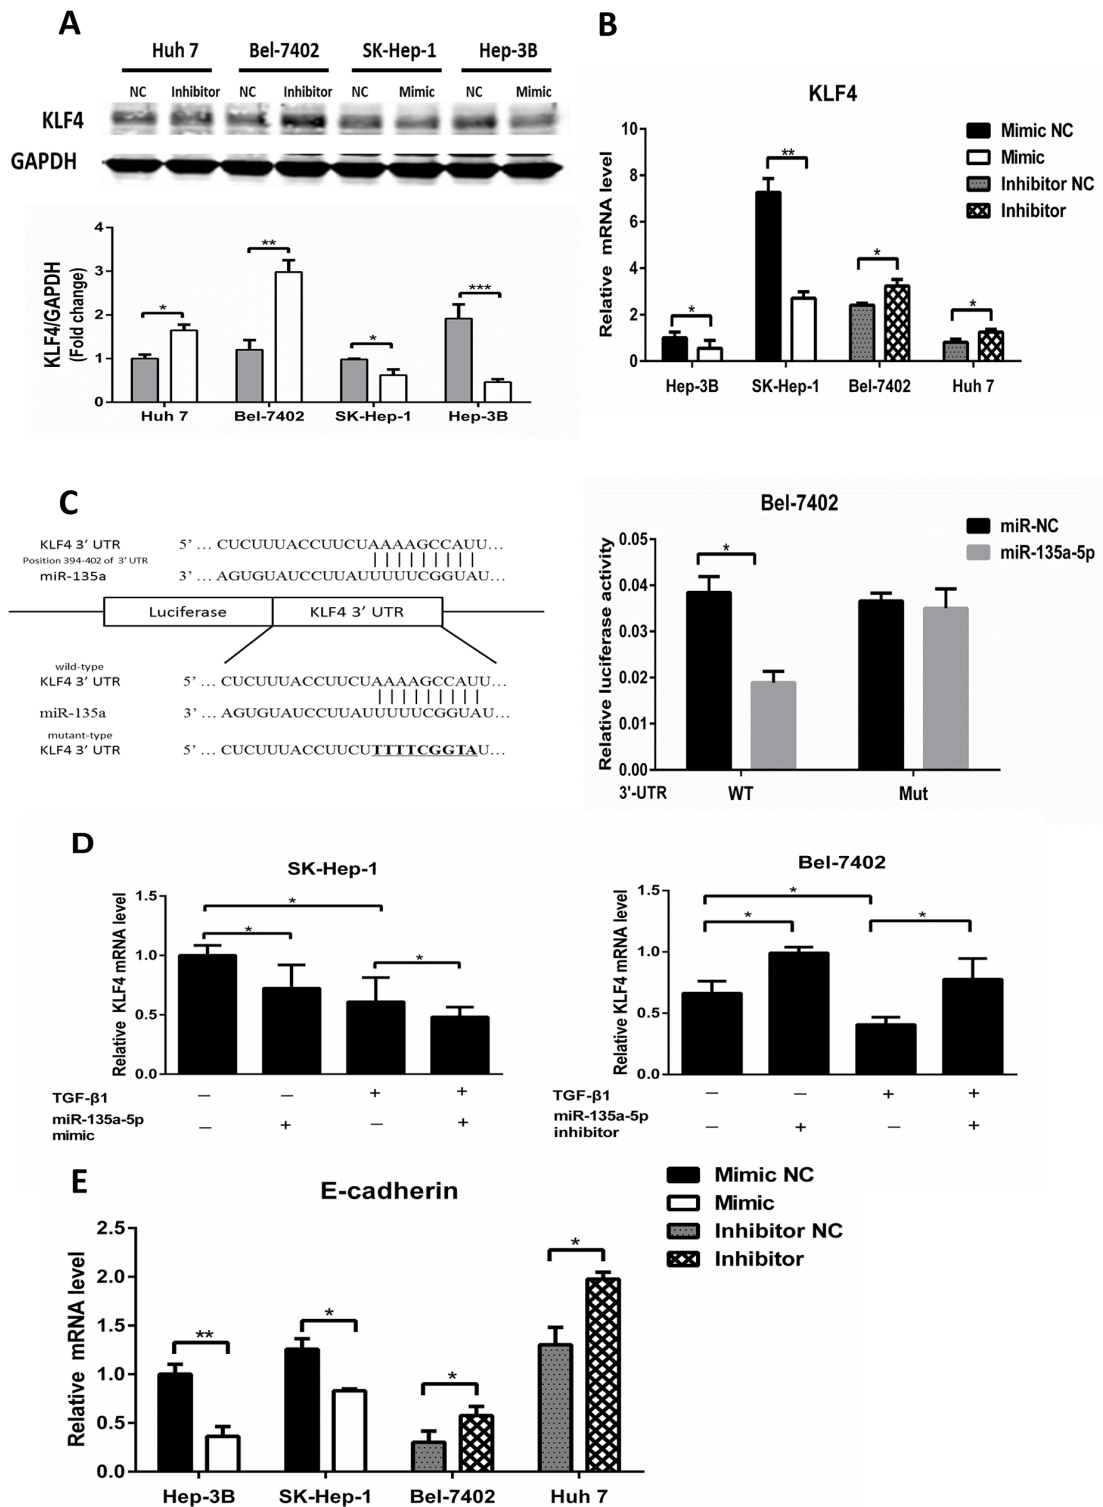 A
Huh 7 Bel-7402 SK-Hep-1 Hep-3B
NC Inhibitor NC Inhibitor NC Mimic NC Mimic
KLF4
GAPDH
KLF4/GAPDH
(Fold change)
4
3
2
1
0
* ** * ***
Huh 7 Bel-7402 SK-Hep-1 Hep-3B
B
KLF4
Mimic NC
Mimic
Inhibitor NC
Inhibitor
Relative mRNA level
10
8
6
4
2
0
* ** * *
Hep-3B SK-Hep-1 Bel-7402 Huh 7
C
KLF4 3′ UTR 5′ … CUCUUUACCUUCUAAAAGCCAUU…
Position 394-402 of 3′ UTR
miR-135a 3′ … AGUGUAUCCUUAUUUUUCGGUAU…
Luciferase KLF4 3′ UTR
wild-type
KLF4 3′ UTR 5′ … CUCUUUACCUUCUAAAAGCCAUU…
miR-135a 3′ … AGUGUAUCCUUAUUUUUCGGUAU…
mutant-type
KLF4 3′ UTR 5′ … CUCUUUACCUUCUTTTTCGGTAU…
Bel-7402
miR-NC
miR-135a-5p
Relative luciferase activity
0.05
0.04
0.03
0.02
0.01
0.00
*
3'-UTR WT Mut
D
SK-Hep-1
Relative KLF4 mRNA level
1.5
1.0
0.5
0.0
*
* *
TGF-β1 – – + +
miR-135a-5p
mimic – + – +
Bel-7402
Relative KLF4 mRNA level
1.5
1.0
0.5
0.0
*
* *
TGF-β1 – – + +
miR-135a-5p
inhibitor – + – +
E
E-cadherin
Mimic NC
Mimic
Inhibitor NC
Inhibitor
Relative mRNA level
2.5
2.0
1.5
1.0
0.5
0.0
** * * *
Hep-3B SK-Hep-1 Bel-7402 Huh 7